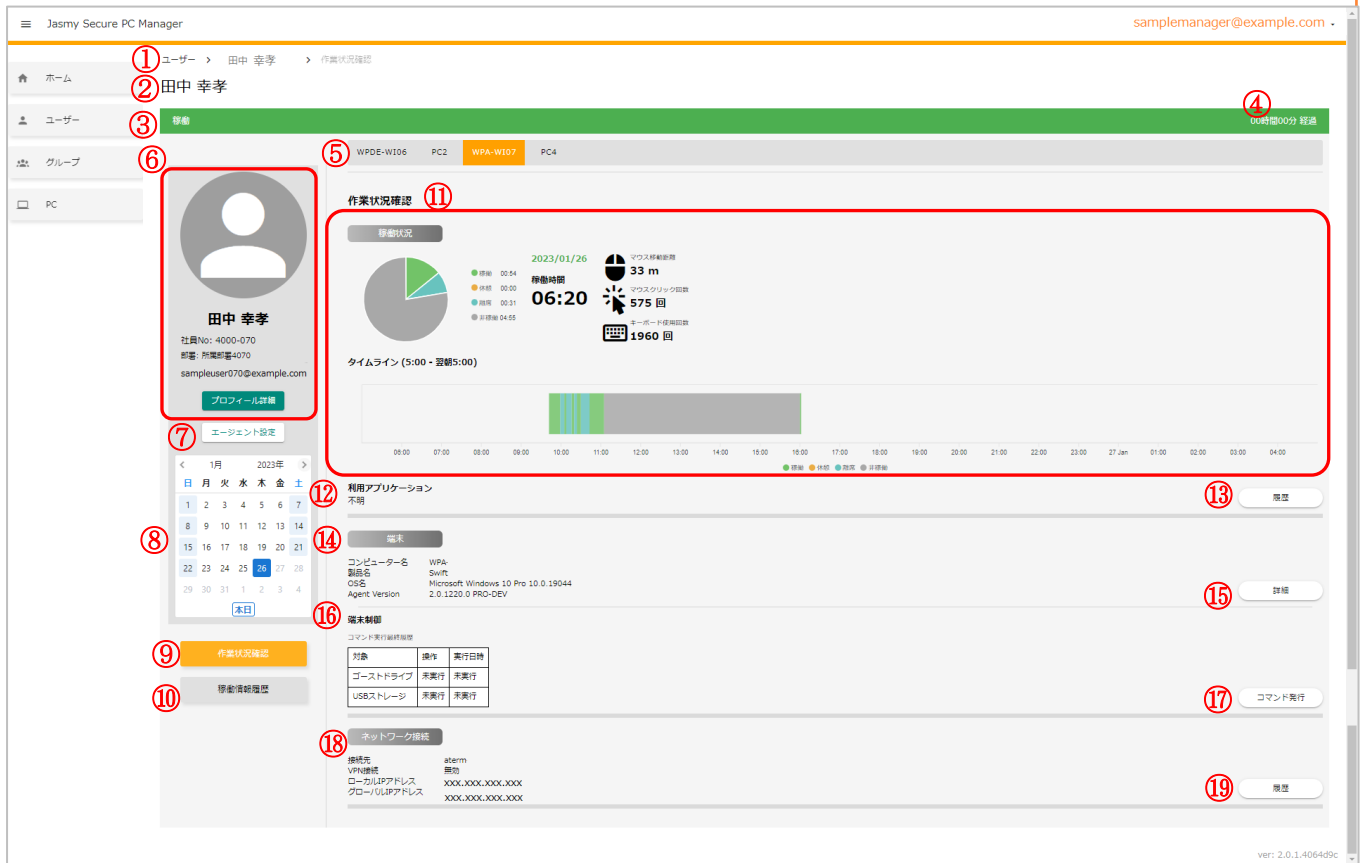 ≡ Jasmy Secure PC Manager
samplemanager@example.com
① ユーザー > 田中 幸孝 > 作業状況確認
ホーム
② 田中 幸孝
ユーザー
③ 稼働
④ 00時間00分 経過
グループ
PC
⑤ WPDE-WI06 PC2 WPA-WI07 PC4
⑥
田中 幸孝
社員No: 4000-070
部署: 所属部署4070
sampleuser070@example.com
プロフィール詳細
⑦ エージェント設定
⑧
< 1月 2023年 >
日 月 火 水 木 金 土
1 2 3 4 5 6 7
8 9 10 11 12 13 14
15 16 17 18 19 20 21
22 23 24 25 26 27 28
29 30 31 1 2 3 4
本日
⑨ 作業状況確認
⑩ 稼働情報履歴
作業状況確認 ⑪
稼働状況
稼働 00:54
休憩 00:00
離席 00:31
非稼働 04:55
2023/01/26
稼働時間
06:20
マウス移動距離
33 m
マウスクリック回数
575 回
キーボード使用回数
1960 回
タイムライン (5:00 - 翌朝5:00)
06:00 07:00 08:00 09:00 10:00 11:00 12:00 13:00 14:00 15:00 16:00 17:00 18:00 19:00 20:00 21:00 22:00 23:00 27 Jan 01:00 02:00 03:00 04:00
稼働 休憩 離席 非稼働
⑫ 利用アプリケーション
不明
⑬ 履歴
⑭ 端末
コンピューター名 WPA-
製品名 Swift
OS名 Microsoft Windows 10 Pro 10.0.19044
Agent Version 2.0.1220.0 PRO-DEV
⑮ 詳細
⑯ 端末制御
コマンド実行最終履歴
対象 操作 実行日時
ゴーストドライブ 未実行 未実行
USBストレージ 未実行 未実行
⑰ コマンド発行
⑱ ネットワーク接続
接続先 aterm
VPN接続 無効
ローカルIPアドレス XXX.XXX.XXX.XXX
グローバルIPアドレス XXX.XXX.XXX.XXX
⑲ 履歴
ver: 2.0.1.4064d9c